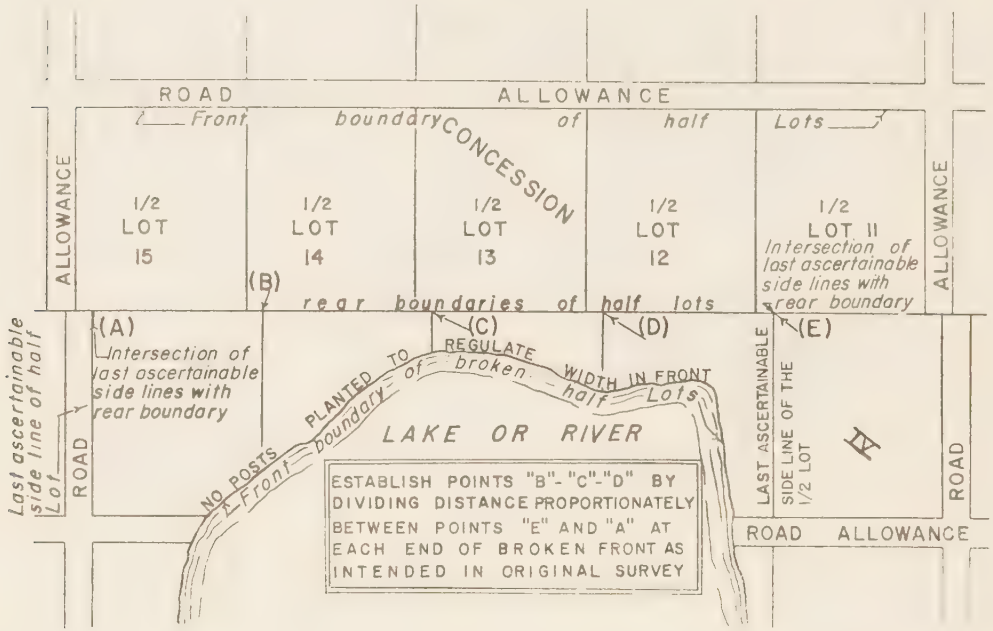 ROAD ALLOWANCE
Front boundary of half Lots
CONCESSION
ALLOWANCE
1/2
LOT
15
1/2
LOT
14
1/2
LOT
13
1/2
LOT
12
1/2
LOT 11
ALLOWANCE
Intersection of
last ascertainable
side lines with
rear boundary
(B)
rear boundaries of half lots
(A)
(C)
(D)
(E)
Intersection of
last ascertainable
side lines with
rear boundary
Last ascertainable
side line of half
Lot
ROAD
NO POSTS PLANTED TO REGULATE WIDTH IN FRONT
Front boundary of broken half Lots
LAKE OR RIVER
LAST ASCERTAINABLE
SIDE LINE OF THE
1/2 LOT
IV
ROAD
ROAD ALLOWANCE
ESTABLISH POINTS "B"-"C"-"D" BY
DIVIDING DISTANCE PROPORTIONATELY
BETWEEN POINTS "E" AND "A" AT
EACH END OF BROKEN FRONT AS
INTENDED IN ORIGINAL SURVEY